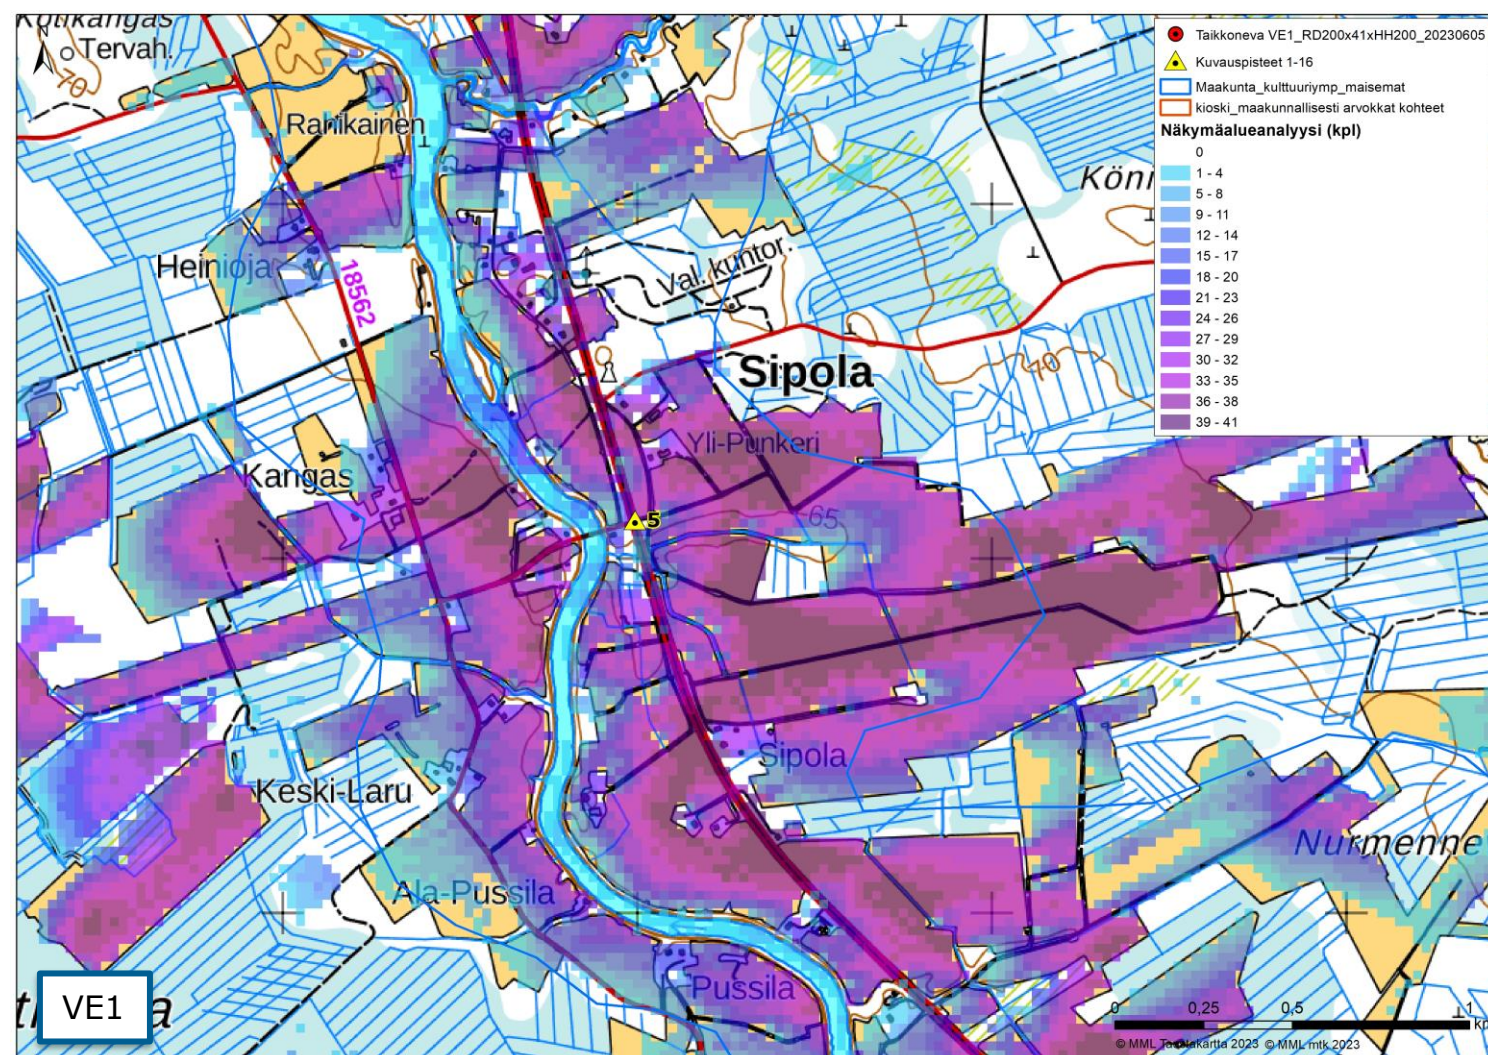 Tervah.
70
Rahikainen
Heinioja
18562
Val. kuntor.
Sipola
70
Yli-Punkeri
Kangas
5
65
Sipola
Keski-Laru
Ala-Pussila
Pussila
Nurmenne
VE1
Taikkoneva VE1_RD200x41xHH200_20230605
Kuvauspisteet 1-16
Maakunta_kulttuuriymp_maisemat
kioski_maakunnallisesti arvokkat kohteet
Näkymäalueanalyysi (kpl)
0
1 - 4
5 - 8
9 - 11
12 - 14
15 - 17
18 - 20
21 - 23
24 - 26
27 - 29
30 - 32
33 - 35
36 - 38
39 - 41
0 0,25 0,5 1
km
© MML Taustakartta 2023 © MML mtk 2023